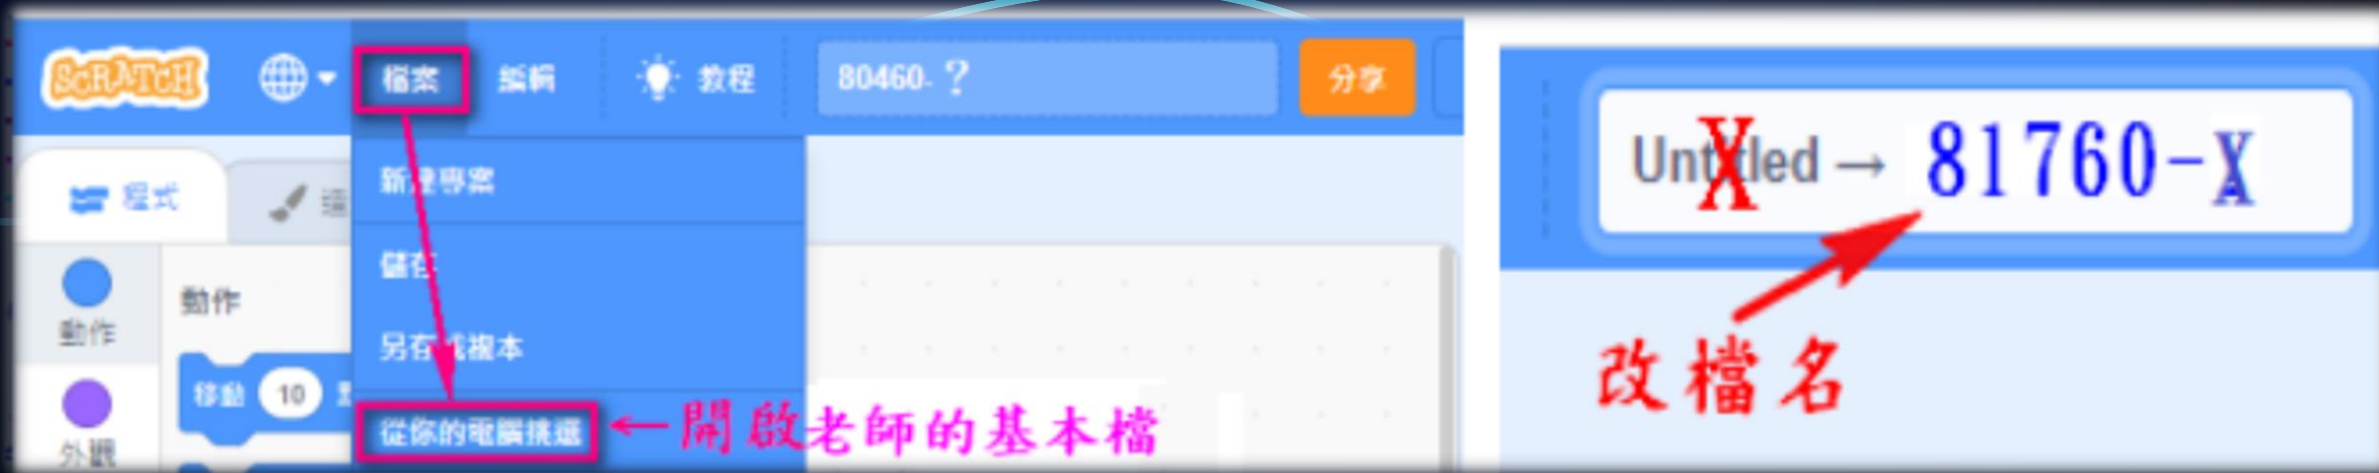 SCRATCH 檔案 編輯 教程 80460-? 分享
新建專案
程式
儲存
動作
動作
另存成複本
移動 10
從你的電腦挑選 ←開啟老師的基本檔
外觀
Untitled → 81760-X
X
改檔名